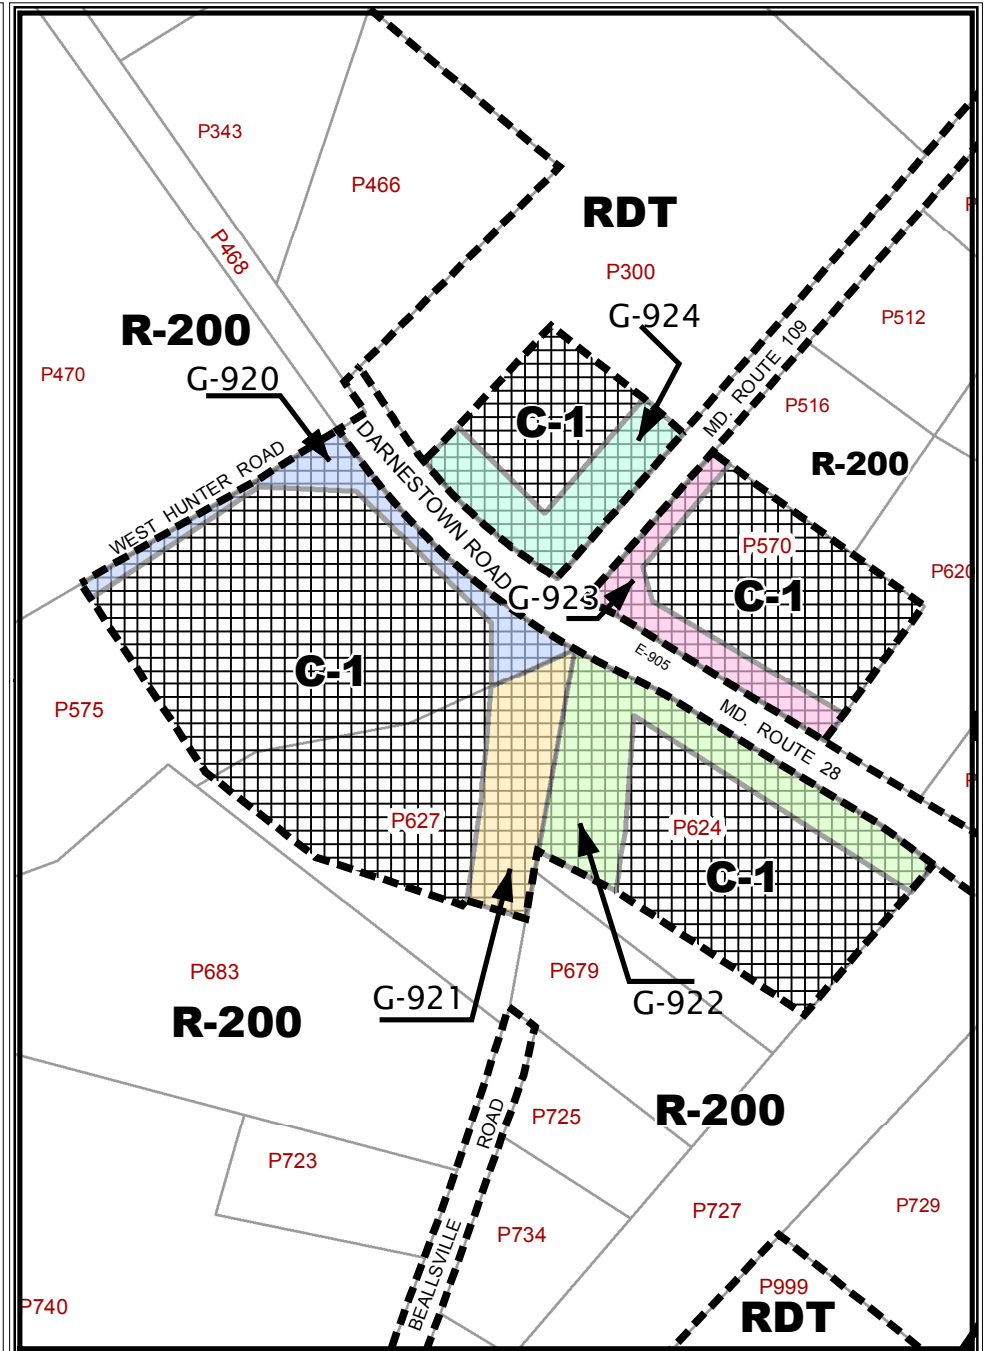 P343
P466
RDT
P468
P300
G-924
P512
R-200
MD. ROUTE 109
P470
G-920
P516
C-1
R-200
DARNESTOWN ROAD
WEST HUNTER ROAD
P570
P620
G-923
C-1
E-905
C-1
P575
MD. ROUTE 28
P627
P624
C-1
P683
P679
G-921
G-922
R-200
R-200
P725
BEALLSVILLE ROAD
P723
P727
P729
P734
P999
P740
RDT